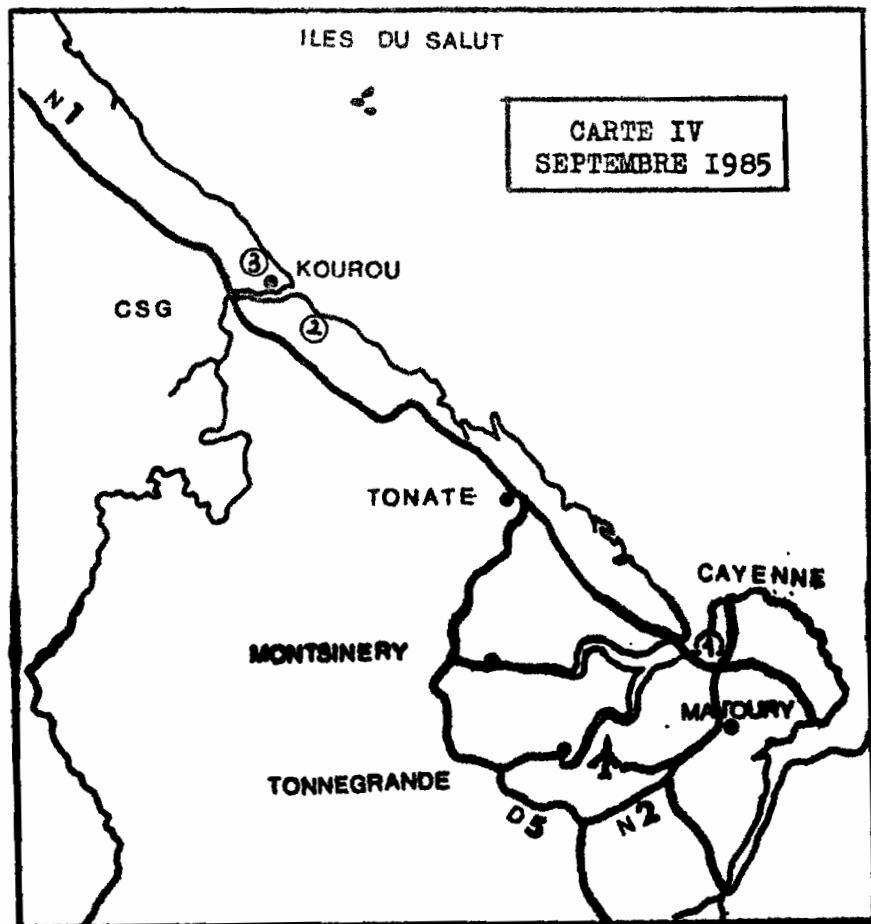 ILES DU SALUT
N1
CARTE IV
SEPTEMBRE I985
3
KOUROU
CSG
2
TONATE
CAYENNE
1
MONTSINERY
MATOURY
TONNEGRANDE
D5
N2